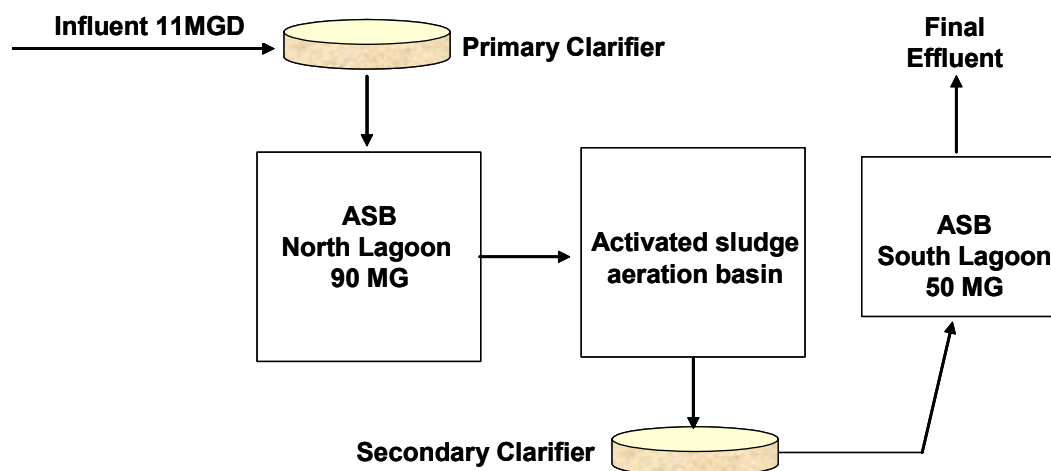 Influent 11MGD
Primary Clarifier
Final
Effluent
ASB
North Lagoon
90 MG
Activated sludge
aeration basin
ASB
South Lagoon
50 MG
Secondary Clarifier